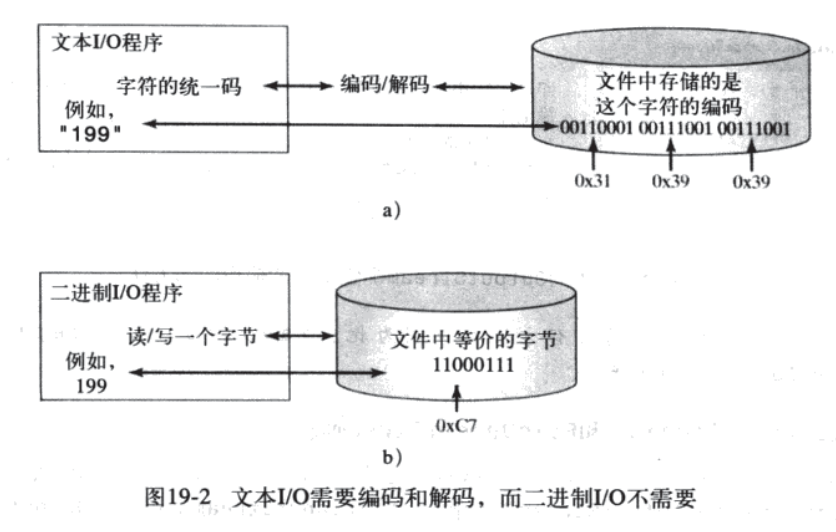 文本I/O程序
字符的统一码
编码/解码
例如，
"199"
文件中存储的是
这个字符的编码
00110001 00111001 00111001
0x31 0x39 0x39
a）
二进制I/O程序
读/写一个字节
例如，
199
文件中等价的字节
11000111
0xC7
b）
图19-2 文本I/O需要编码和解码，而二进制I/O不需要